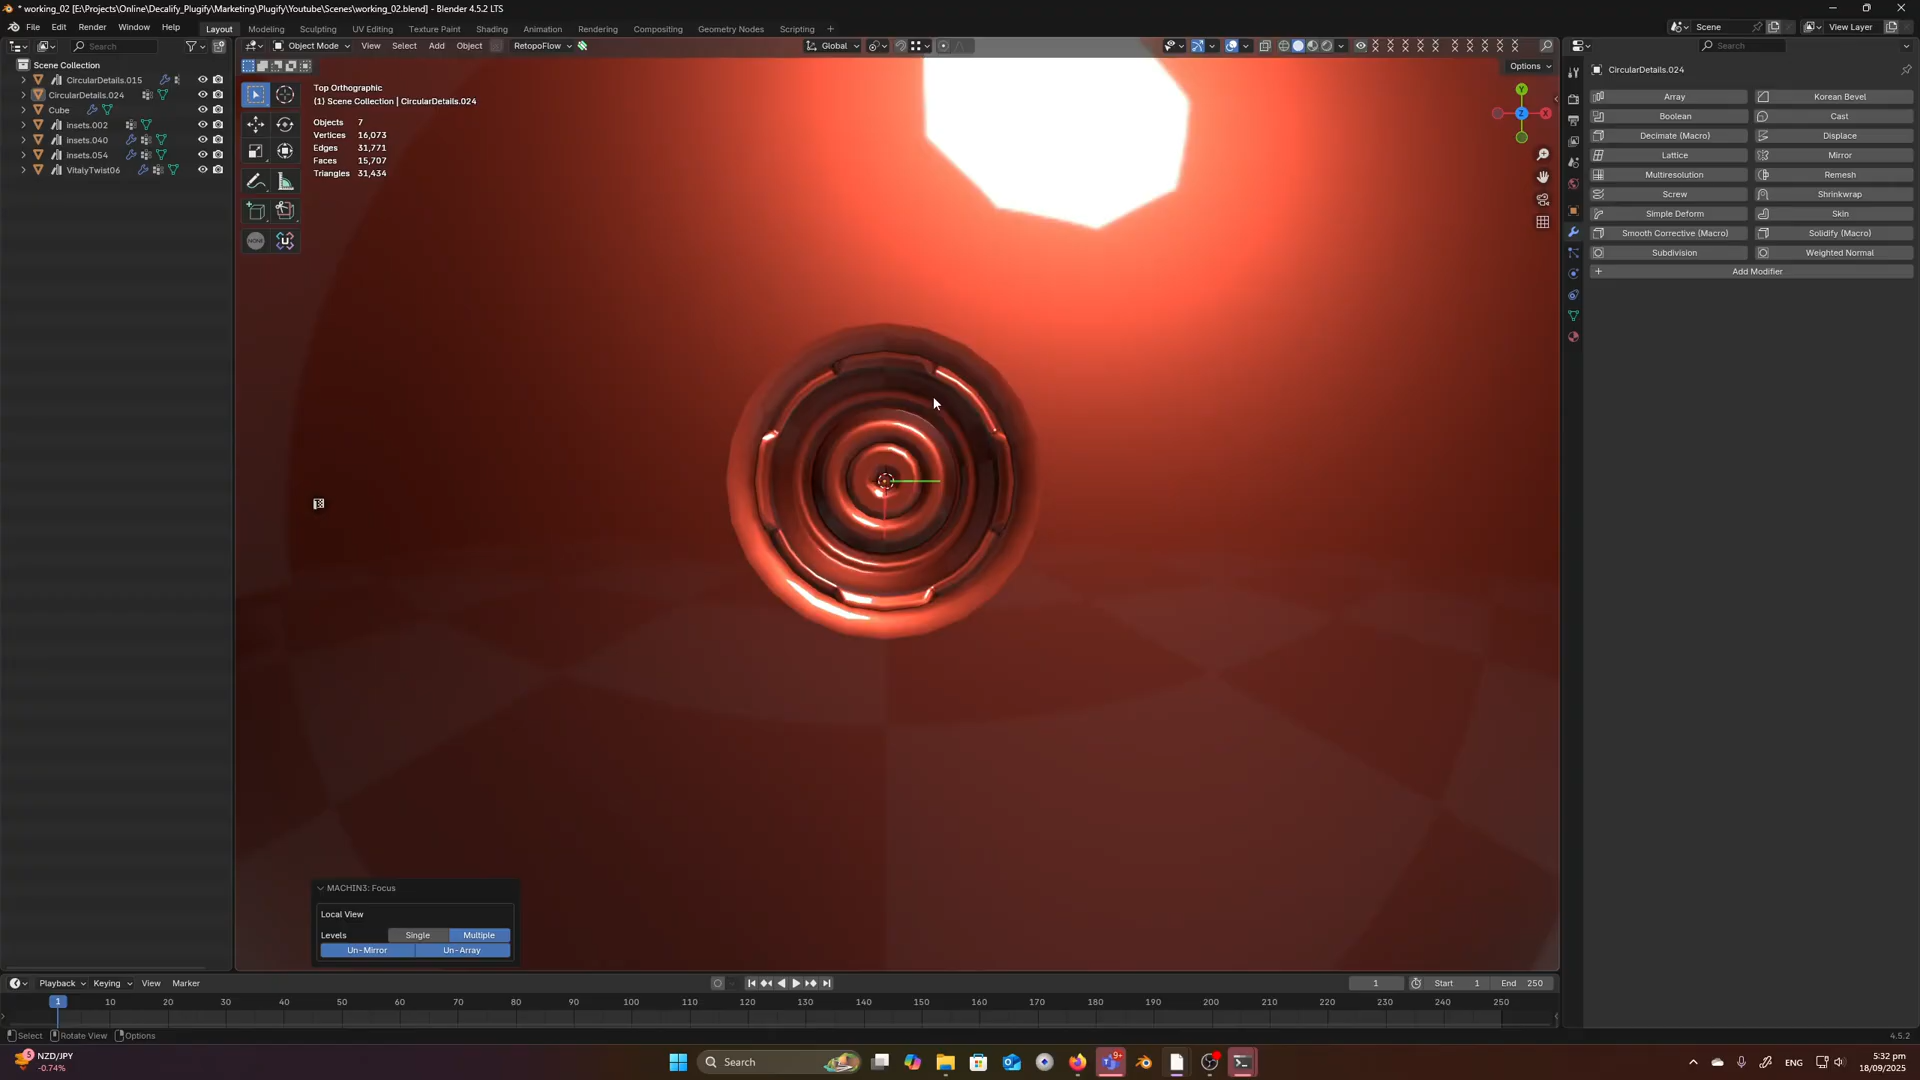 * working_02 [E:\Projects\Online\Decalify_Plugify\Marketing\Plugify\Youtube\Scenes\working_02.blend] - Blender 4.5.2 LTS
File Edit Render Window Help Layout Modeling Sculpting UV Editing Texture Paint Shading Animation Rendering Compositing Geometry Nodes Scripting + Scene View Layer
Search Object Mode View Select Add Object RetopoFlow Global Search
Options
Scene Collection
CircularDetails.015
CircularDetails.024
Cube
insets.002
Insets.040
Insets.054
VitalyTwist06
Top Orthographic
(1) Scene Collection | CircularDetails.024
Objects 7
Vertices 16,073
Edges 31,771
Faces 15,707
Triangles 31,434
NONE
Y
Z
X
CircularDetails.024
Array Korean Bevel
Boolean Cast
Decimate (Macro) Displace
Lattice Mirror
Multiresolution Remesh
Screw Shrinkwrap
Simple Deform Skin
Smooth Corrective (Macro) Solidify (Macro)
Subdivision Weighted Normal
+ Add Modifier
MACHIN3: Focus
Local View
Levels Single Multiple
Un-Mirror Un-Array
Playback Keying View Marker 1 Start 1 End 250
1 10 20 30 40 50 60 70 80 90 100 110 120 130 140 150 160 170 180 190 200 210 220 230 240 250
Select Rotate View Options 4.5.2
5 NZD/JPY
-0.74%
Search
9+
ENG
5:32 pm
18/09/2025